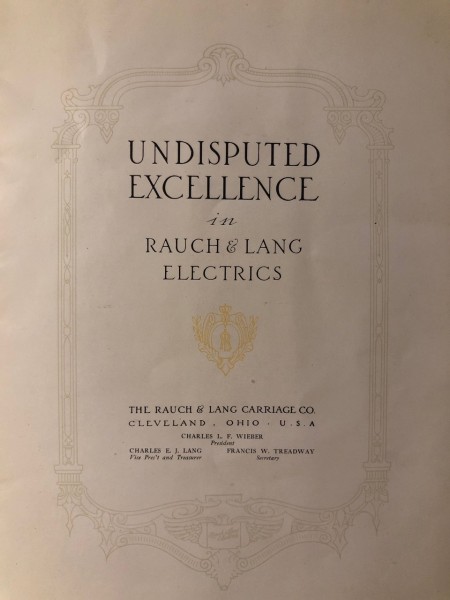 UNDISPUTED
EXCELLENCE
in
RAUCH & LANG
ELECTRICS
THE RAUCH & LANG CARRIAGE CO.
CLEVELAND, OHIO - U.S.A
CHARLES L. F. WIEBER
President
CHARLES E. J. LANG
Vice Pres't and Treasurer
FRANCIS W. TREADWAY
Secretary